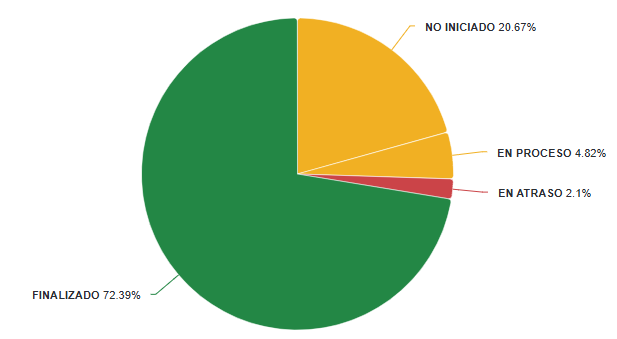 NO INICIADO 20.67%
EN PROCESO 4.82%
EN ATRASO 2.1%
FINALIZADO 72.39%